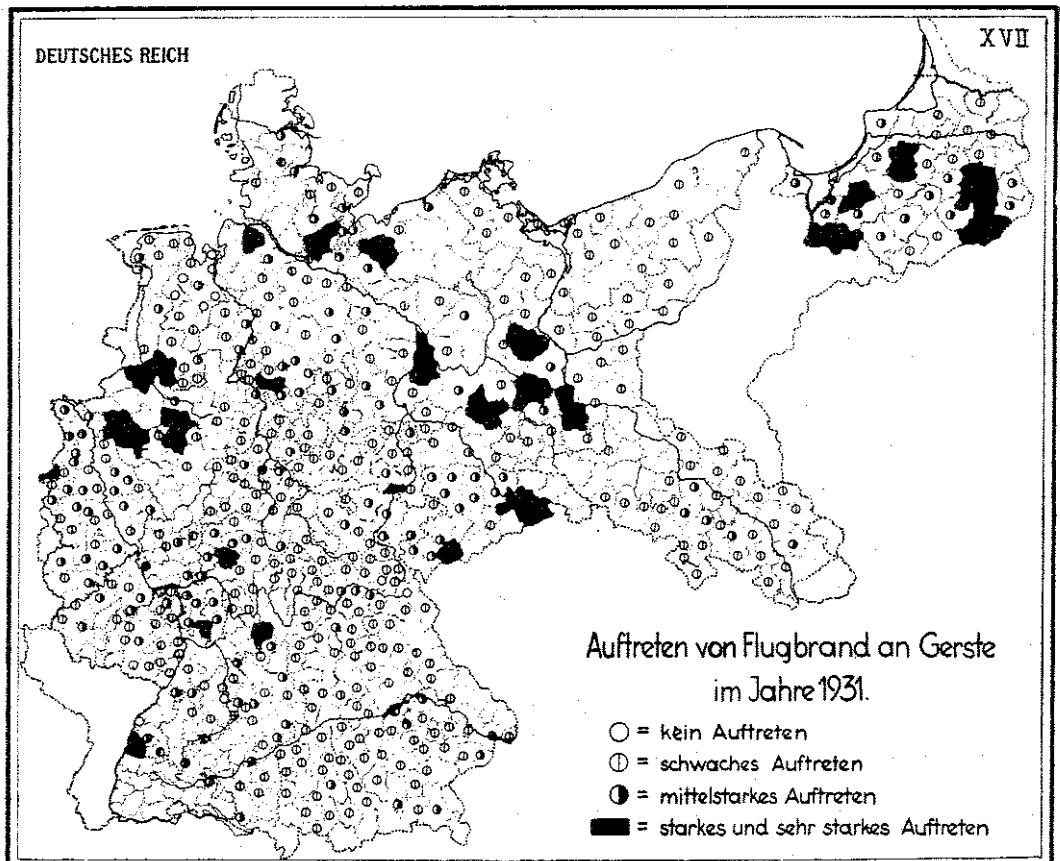 DEUTSCHES REICH
XVII
Auftreten von Flugbrand an Gerste
im Jahre 1931.
= kein Auftreten
= schwaches Auftreten
= mittelstarkes Auftreten
= starkes und sehr starkes Auftreten